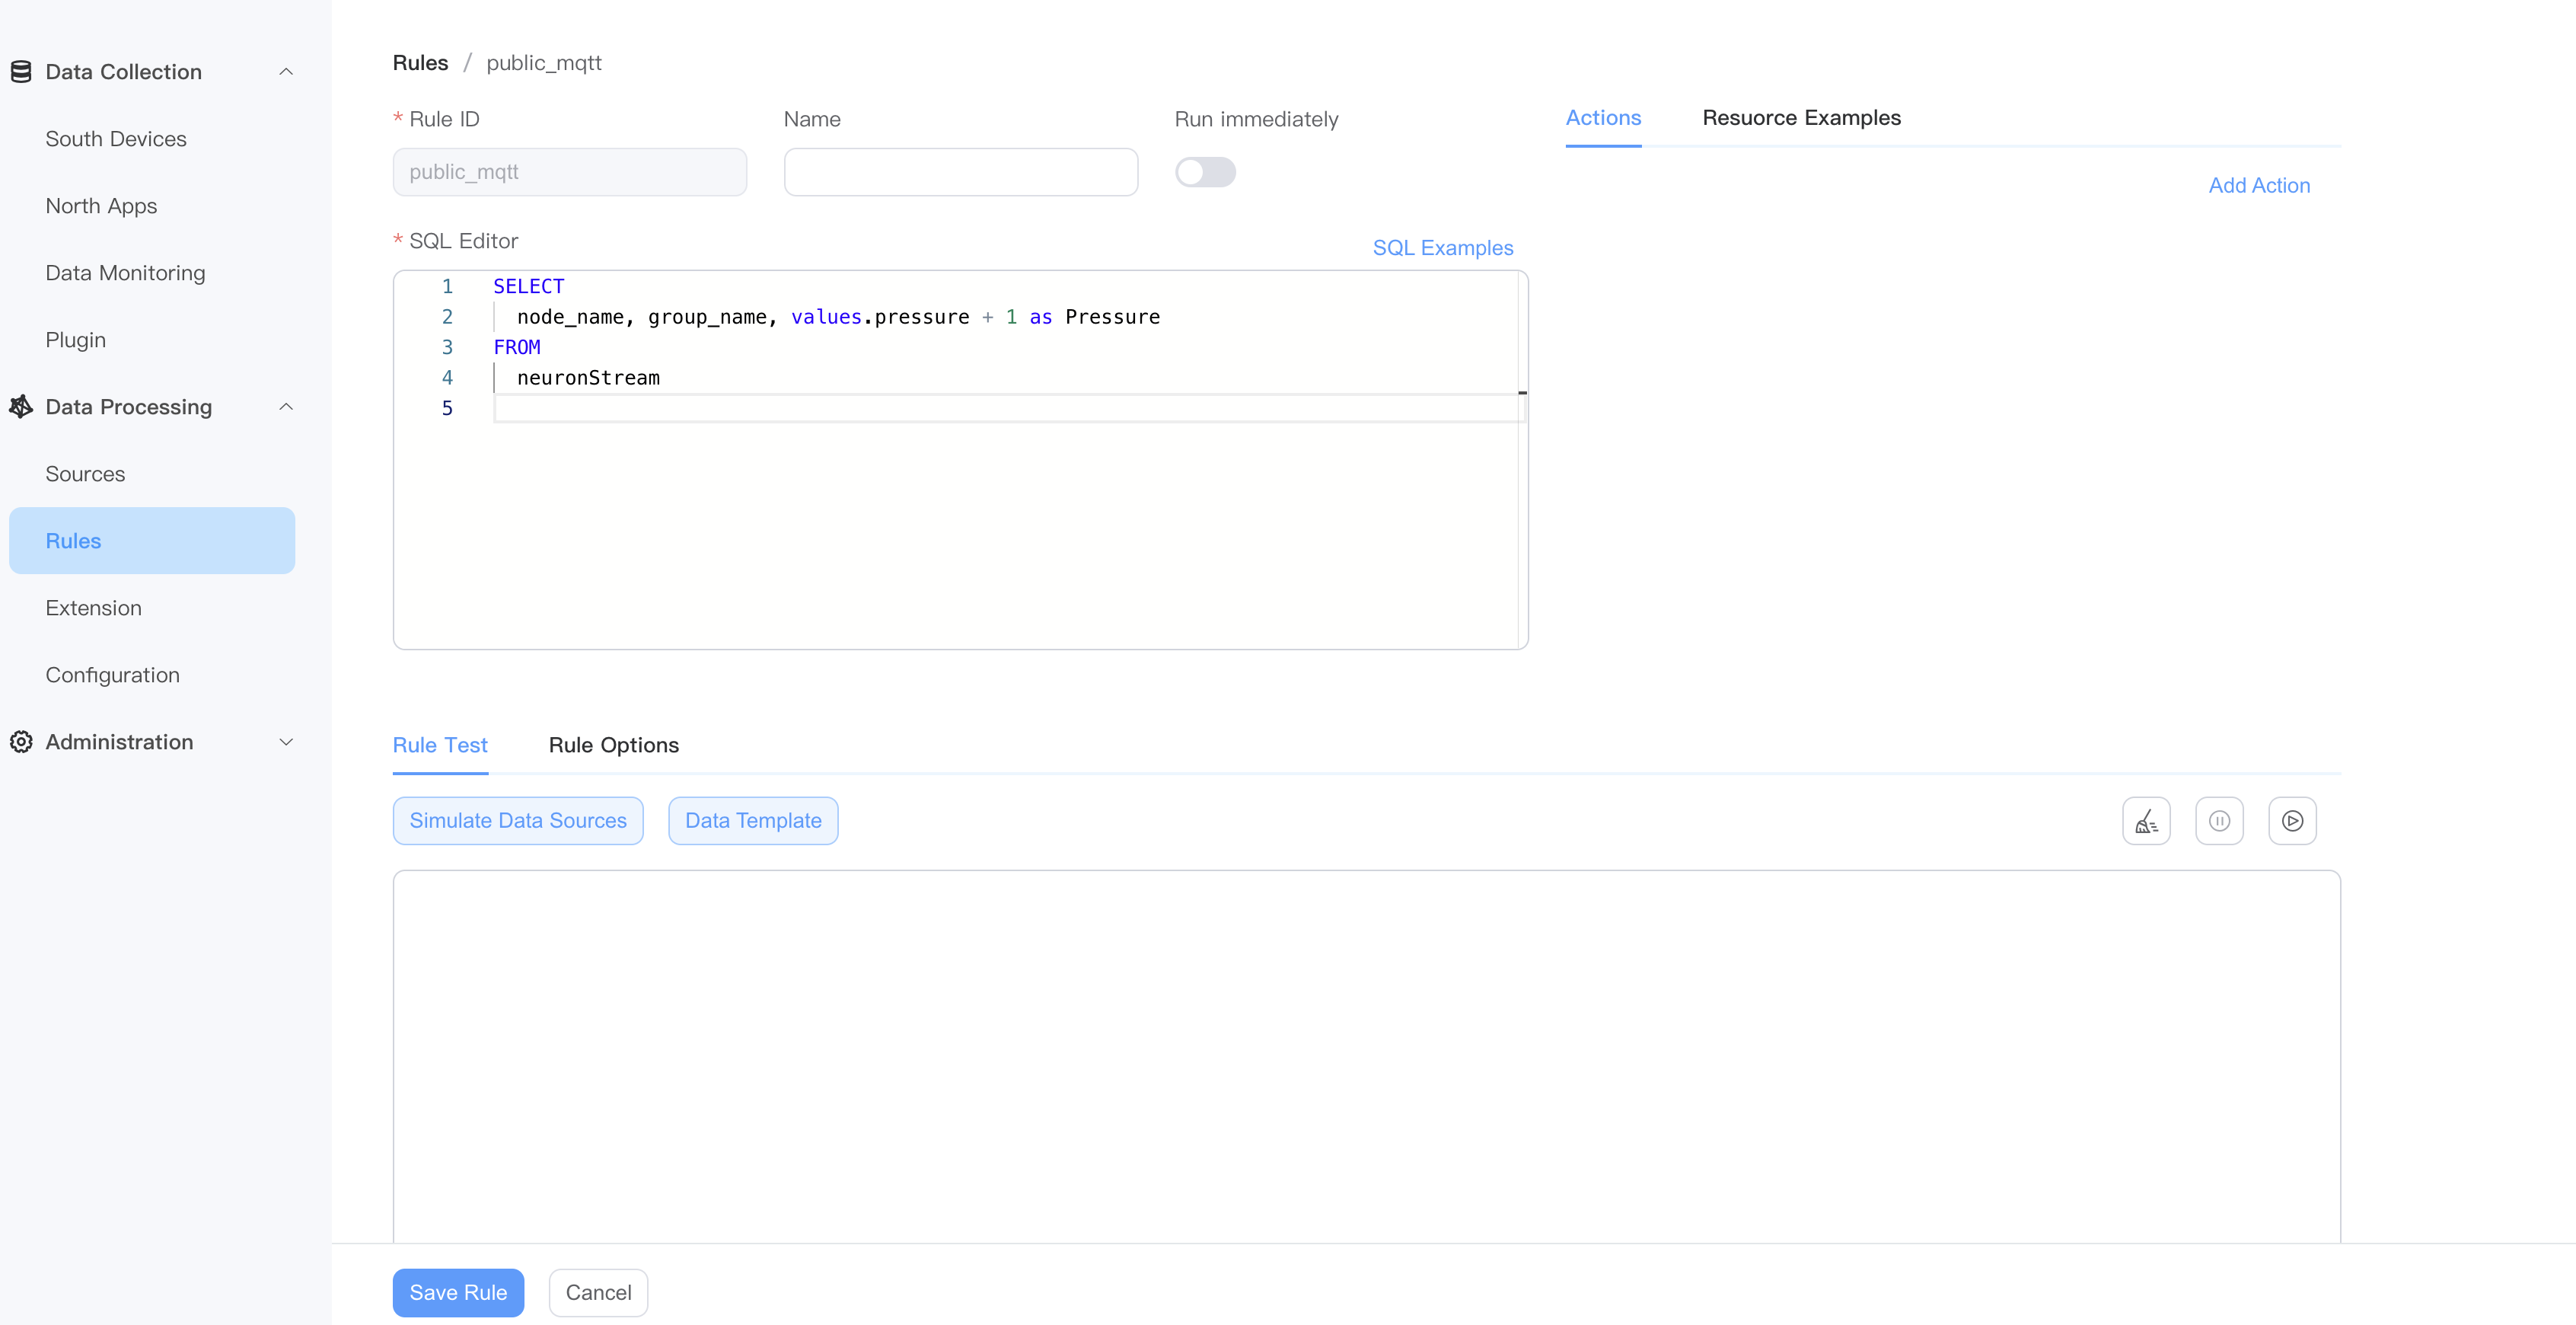 Data Collection
South Devices
North Apps
Data Monitoring
Plugin
Data Processing
Sources
Rules
Extension
Configuration
Administration
Rules / public_mqtt
* Rule ID
Name
Run immediately
public_mqtt
Actions
Resuorce Examples
Add Action
* SQL Editor
SQL Examples
1 SELECT
2 node_name, group_name, values.pressure + 1 as Pressure
3 FROM
4 neuronStream
5
Rule Test
Rule Options
Simulate Data Sources
Data Template
Save Rule
Cancel